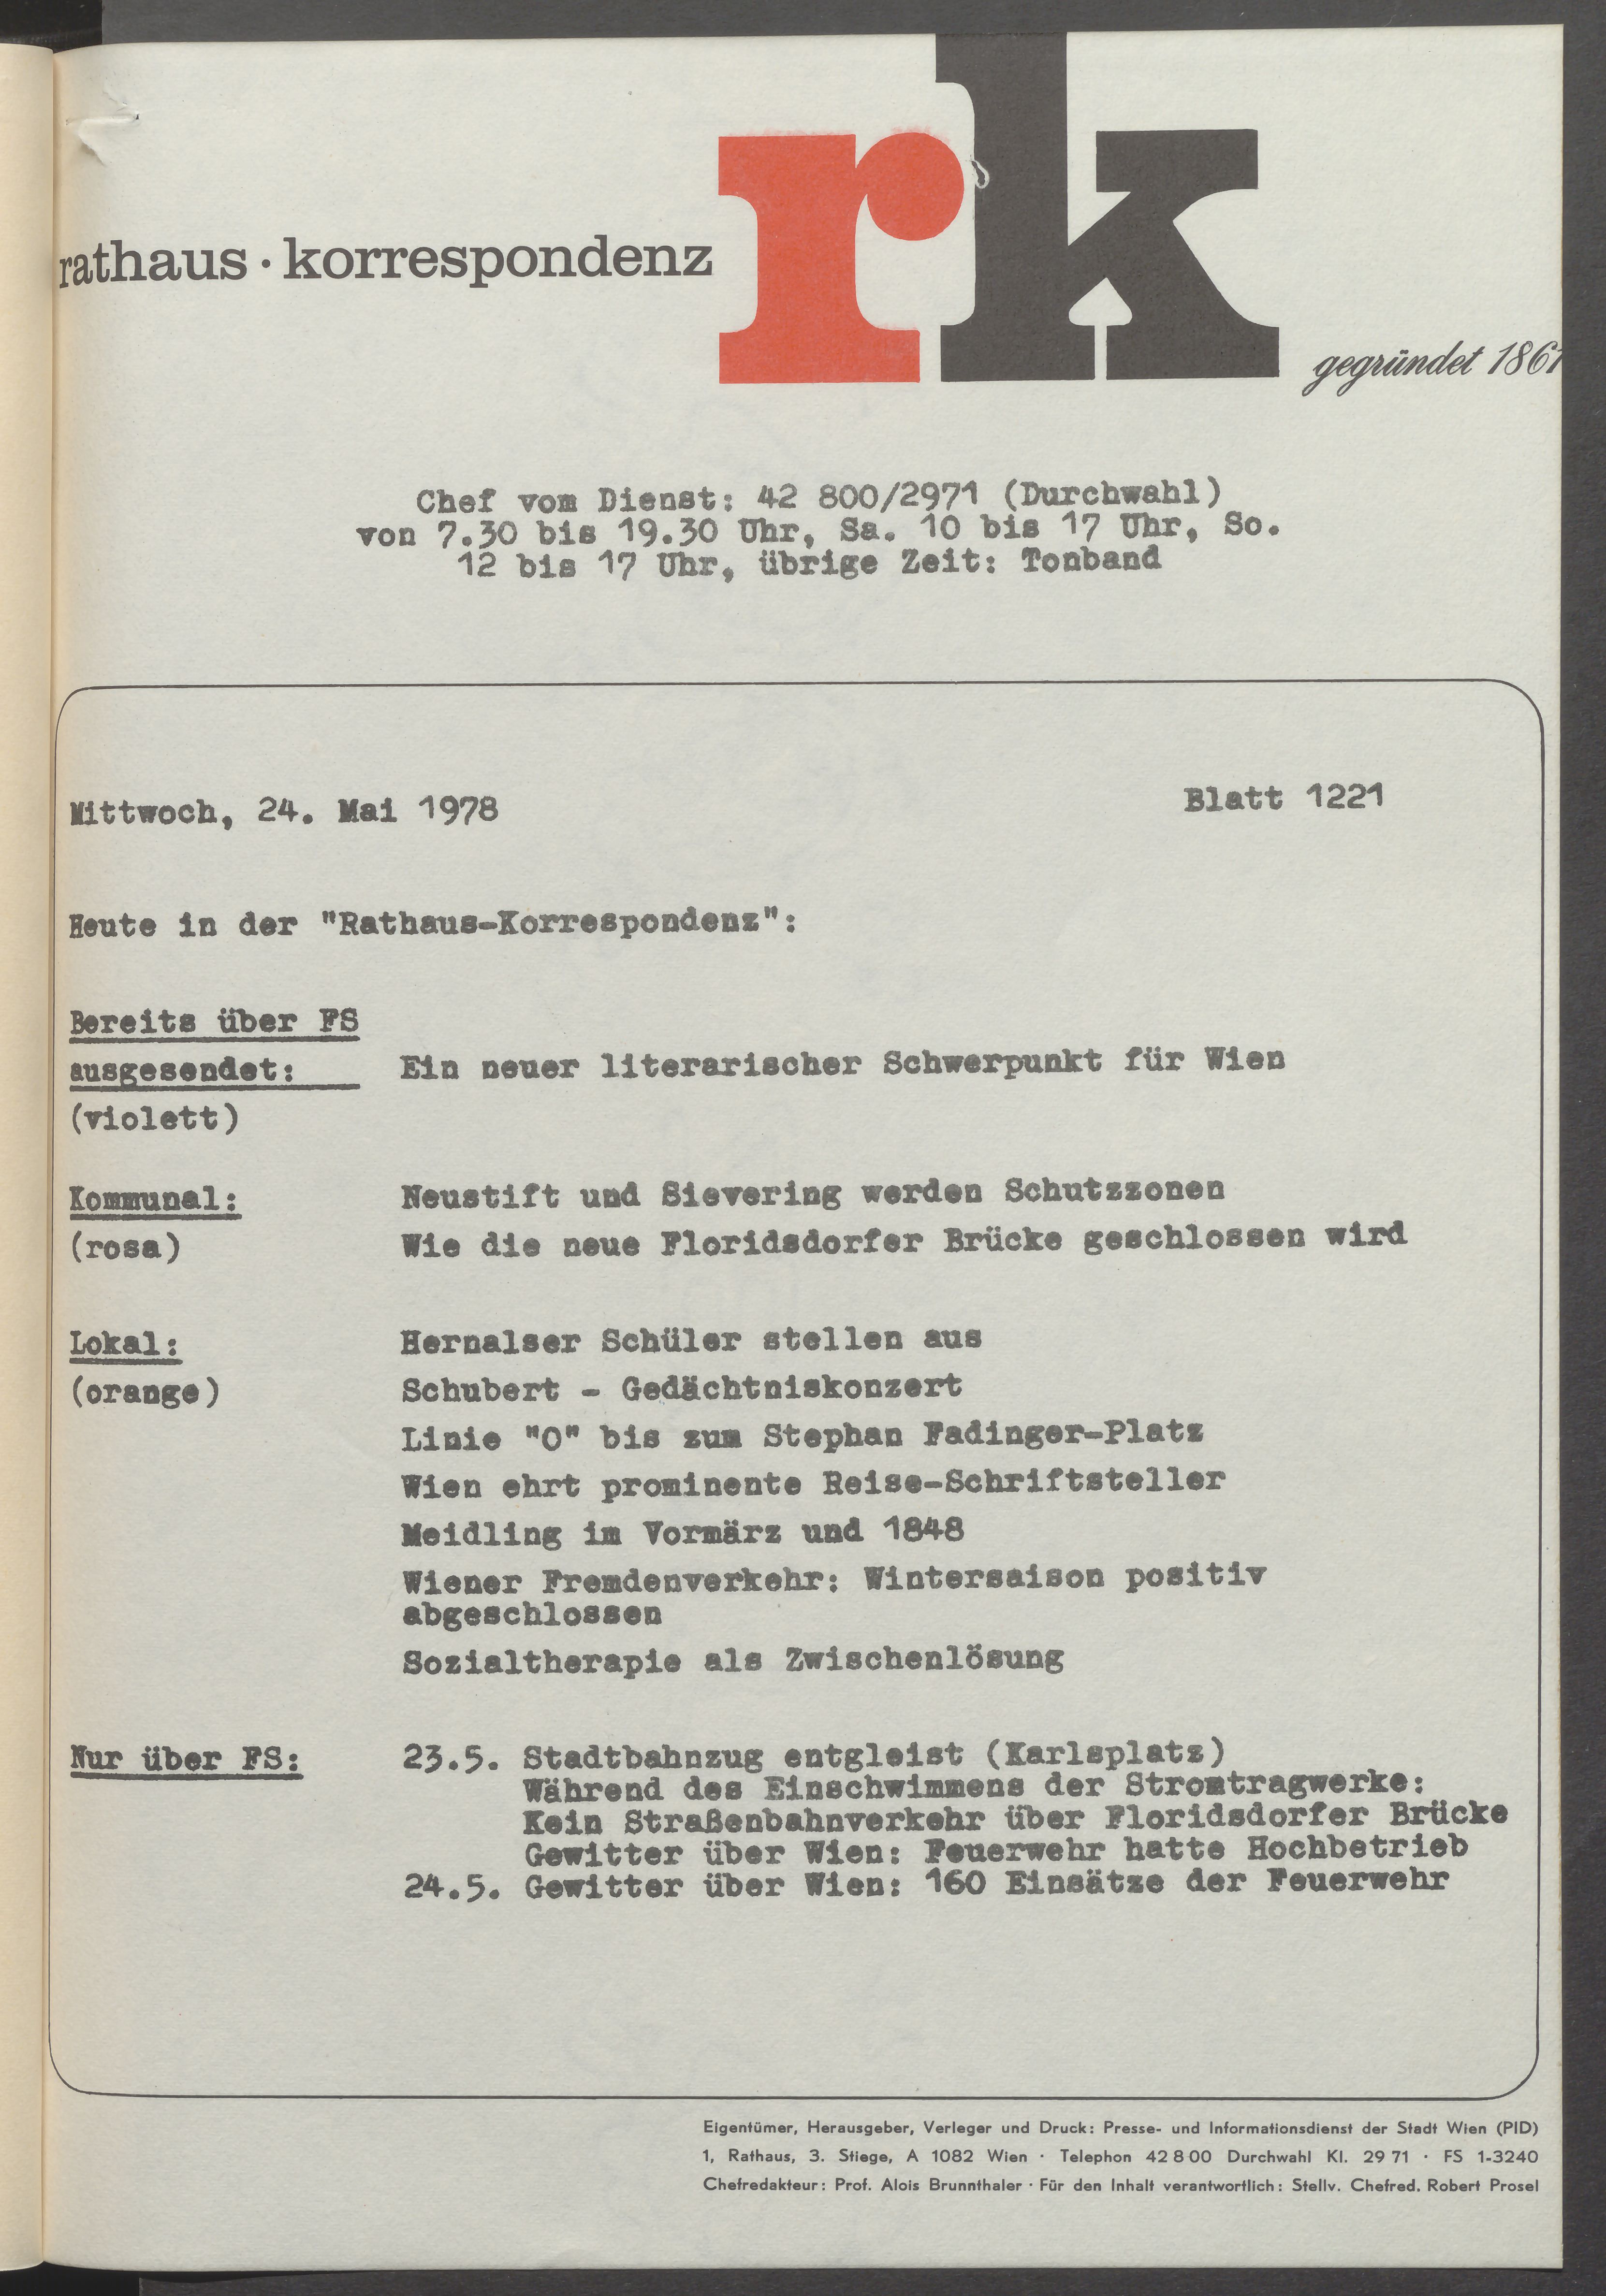 rk
rathaus · korrespondenz
gegründet 1861
Chef vom Dienst: 42 800/2971 (Durchwahl)
von 7.30 bis 19.30 Uhr, Sa. 10 bis 17 Uhr, So.
12 bis 17 Uhr, übrige Zeit: Tonband
Mittwoch, 24. Mai 1978 Blatt 1221
Heute in der "Rathaus-Korrespondenz":
Bereits über FS
ausgesendet: Ein neuer literarischer Schwerpunkt für Wien
(violett)
Kommunal: Neustift und Sievering werden Schutzzonen
(rosa) Wie die neue Floridsdorfer Brücke geschlossen wird
Lokal: Hernalser Schüler stellen aus
(orange) Schubert - Gedächtniskonzert
Linie "O" bis zum Stephan Fadinger-Platz
Wien ehrt prominente Reise-Schriftsteller
Meidling im Vormärz und 1848
Wiener Fremdenverkehr: Wintersaison positiv
abgeschlossen
Sozialtherapie als Zwischenlösung
Nur über FS: 23.5. Stadtbahnzug entgleist (Karlsplatz)
Während des Einschwimmens der Stromtragwerke:
Kein Straßenbahnverkehr über Floridsdorfer Brücke
Gewitter über Wien: Feuerwehr hatte Hochbetrieb
24.5. Gewitter über Wien: 160 Einsätze der Feuerwehr
Eigentümer, Herausgeber, Verleger und Druck: Presse- und Informationsdienst der Stadt Wien (PID)
1, Rathaus, 3. Stiege, A 1082 Wien · Telephon 42 8 00 Durchwahl Kl. 29 71 · FS 1-3240
Chefredakteur: Prof. Alois Brunnthaler · Für den Inhalt verantwortlich: Stellv. Chefred. Robert Prosel